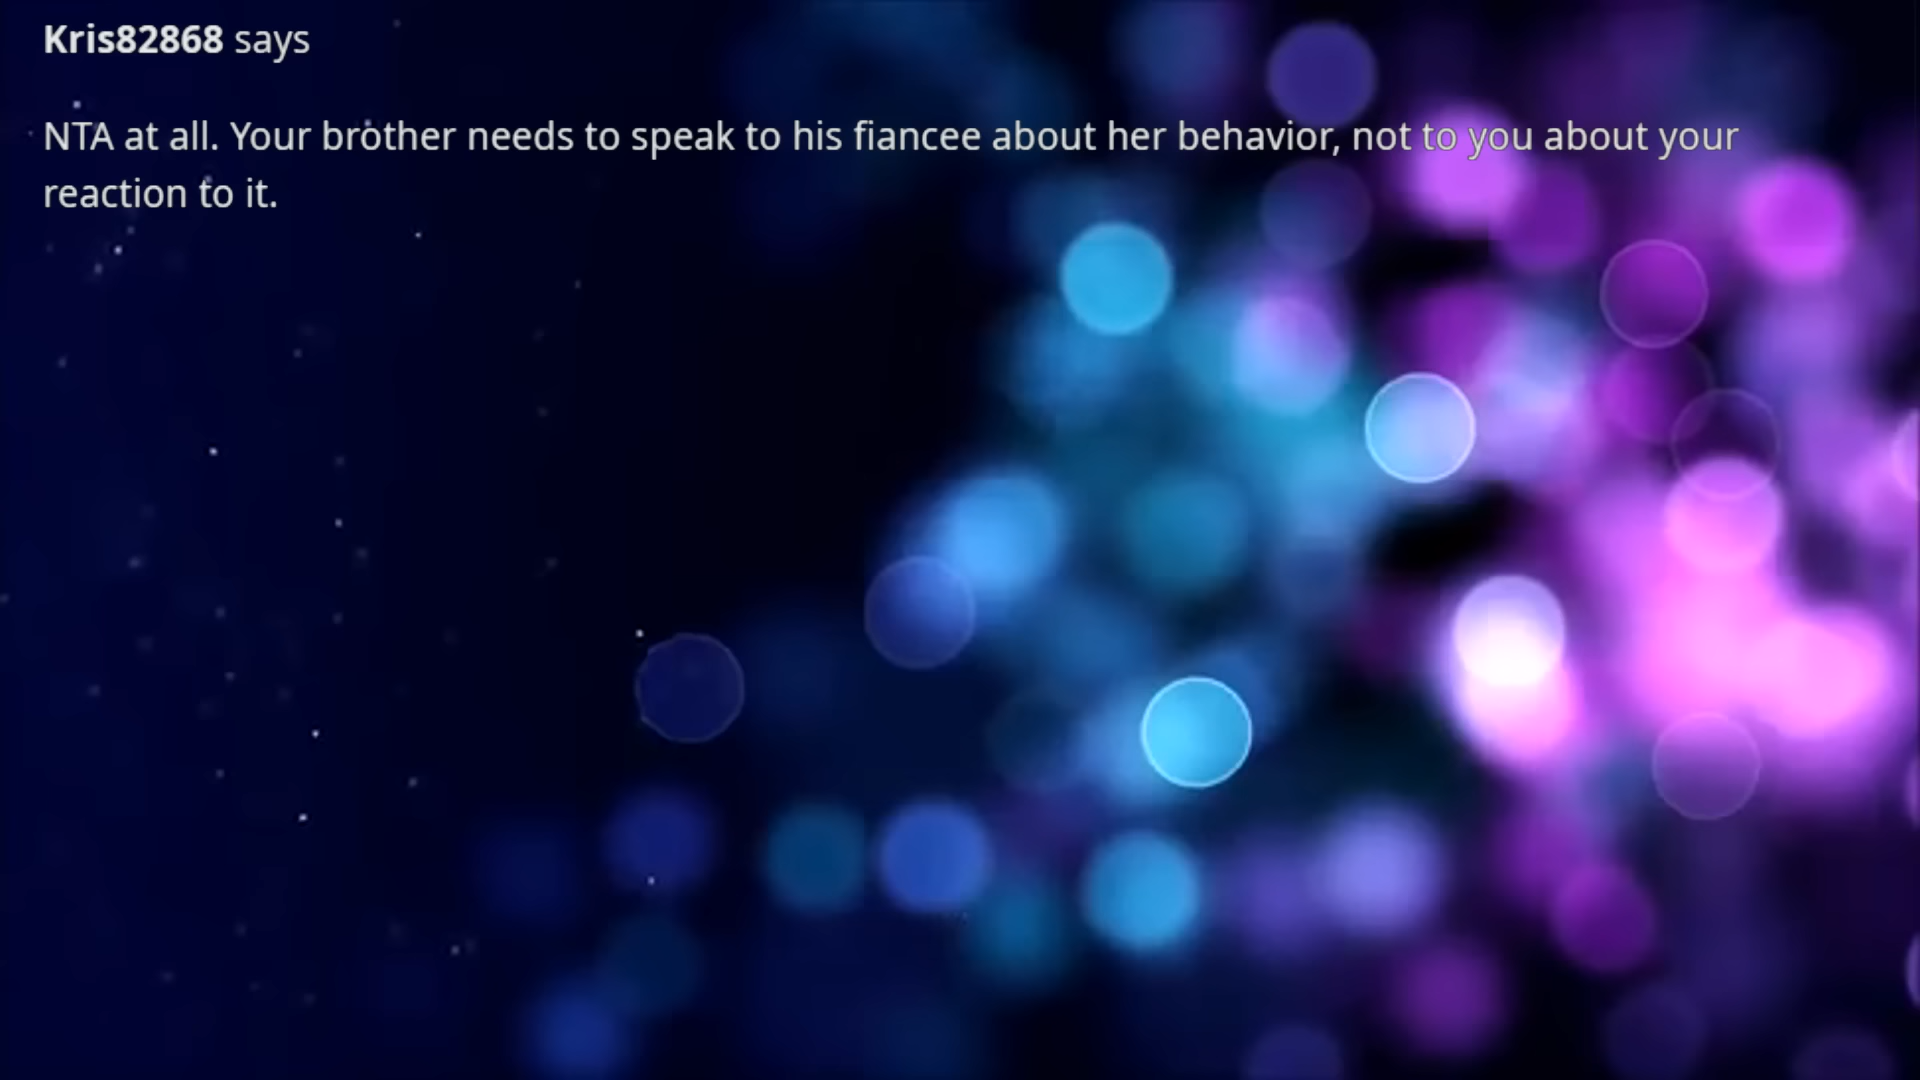 Kris82868 says
NTA at all. Your brother needs to speak to his fiancee about her behavior, not to you about your
reaction to it.